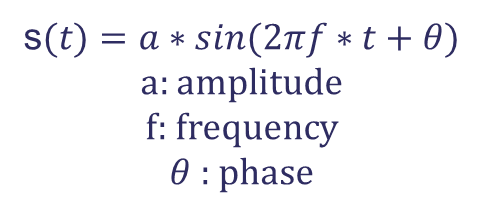 s(t) = a ∗ sin(2πf ∗ t + θ)
a: amplitude
f: frequency
θ : phase